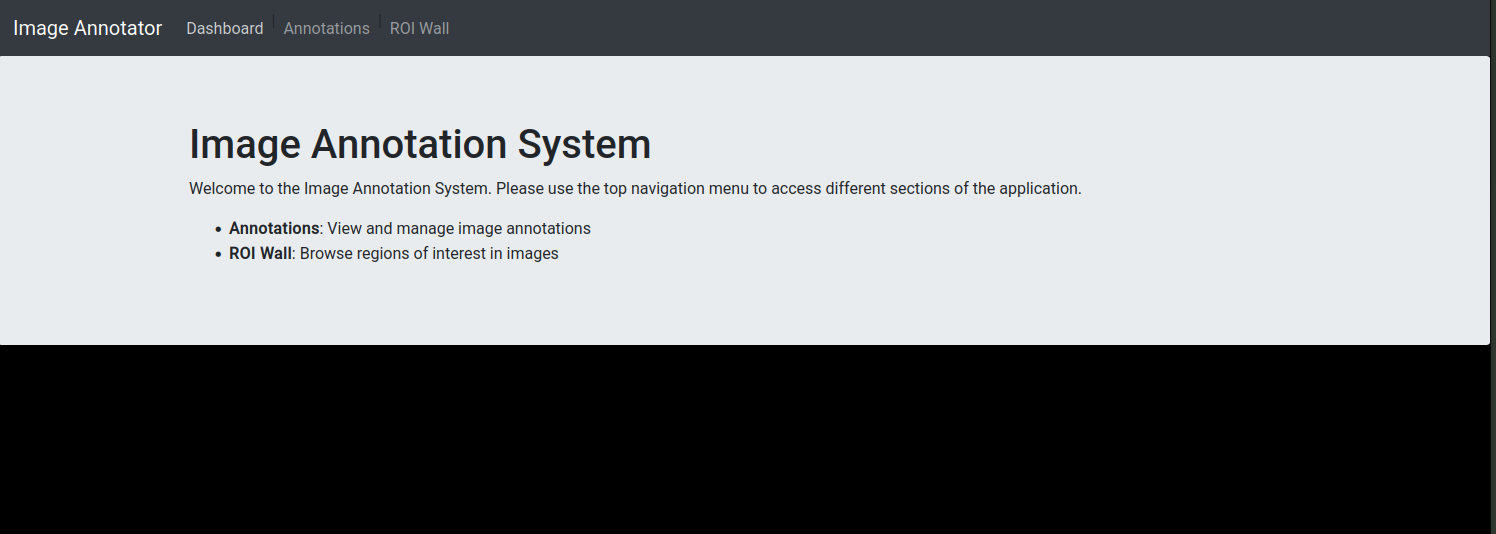 Image Annotator Dashboard Annotations ROI Wall
Image Annotation System
Welcome to the Image Annotation System. Please use the top navigation menu to access different sections of the application.
• Annotations: View and manage image annotations
• ROI Wall: Browse regions of interest in images